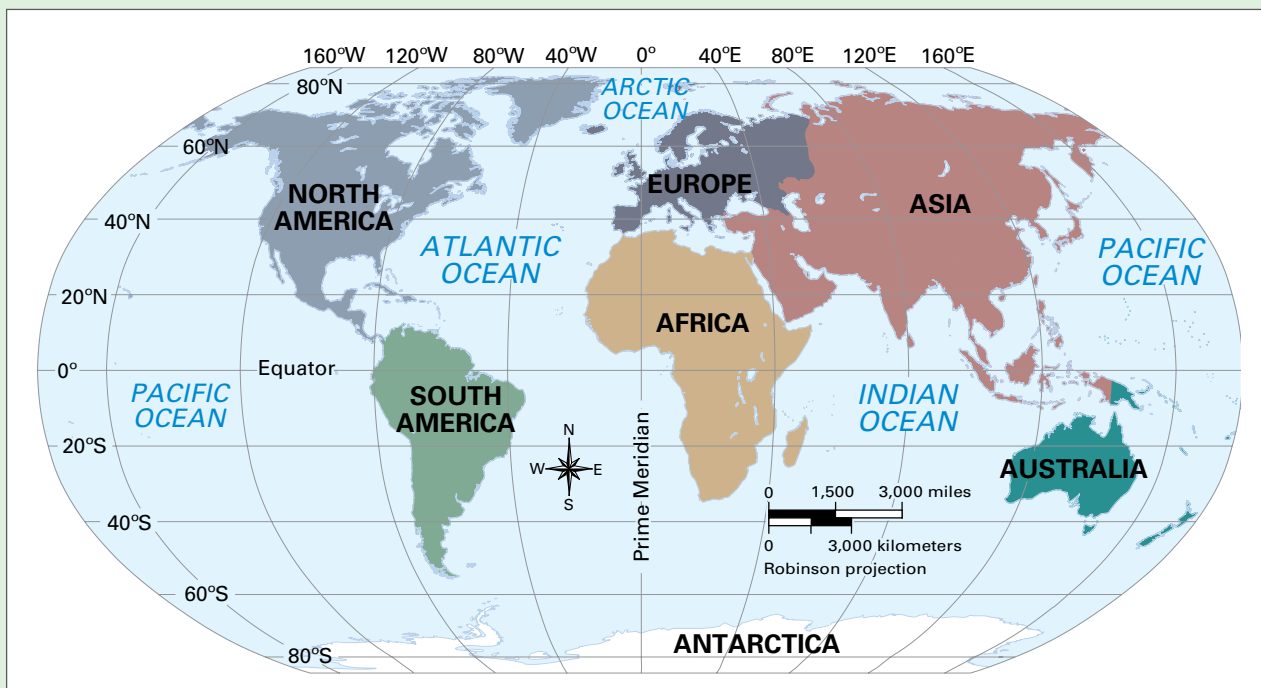 160°W 120°W 80°W 40°W 0° 40°E 80°E 120°E 160°E
80°N
ARCTIC
OCEAN
60°N
NORTH
AMERICA
EUROPE
ASIA
40°N
ATLANTIC
OCEAN
PACIFIC
OCEAN
20°N
AFRICA
Equator
0°
PACIFIC
OCEAN
SOUTH
AMERICA
INDIAN
OCEAN
20°S
N
W E
S
Prime Meridian
AUSTRALIA
0 1,500 3,000 miles
0 3,000 kilometers
Robinson projection
40°S
60°S
ANTARCTICA
80°S